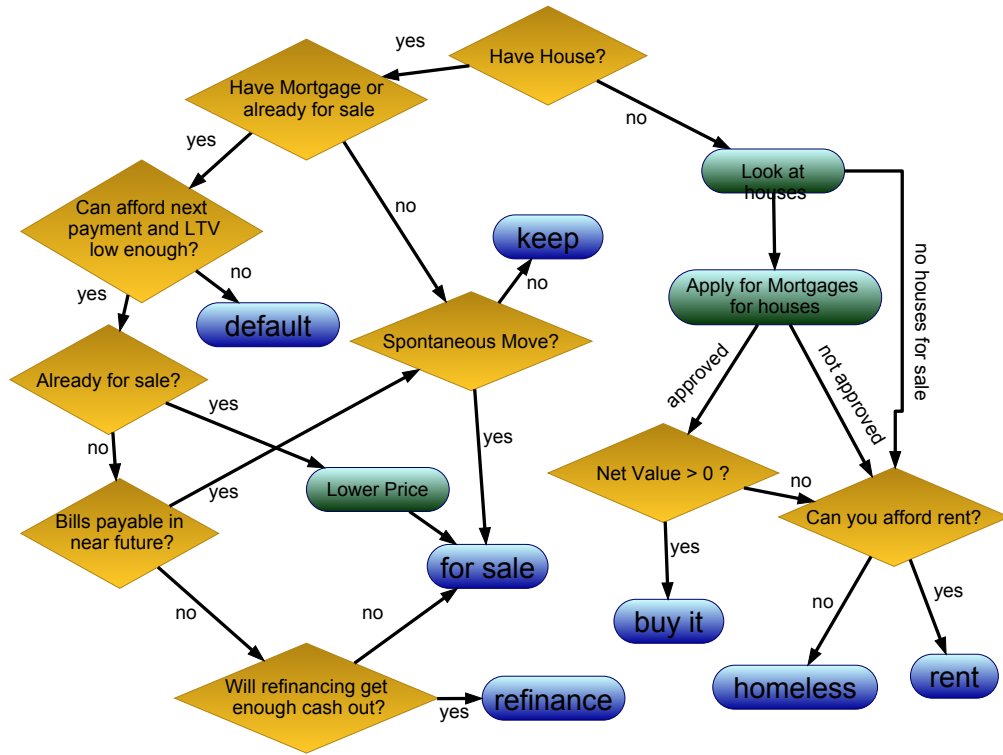 yes
Have House?
Have Mortgage or
already for sale
no
yes
Look at
houses
Can afford next
payment and LTV
low enough?
no
keep
no
no
yes
default
Apply for Mortgages
for houses
no houses for sale
Spontaneous Move?
Already for sale?
yes
approved
not approved
no
yes
yes
Net Value > 0 ?
no
Lower Price
Bills payable in
near future?
Can you afford rent?
for sale
yes
no
no
buy it
no
yes
Will refinancing get
enough cash out?
yes
refinance
homeless
rent